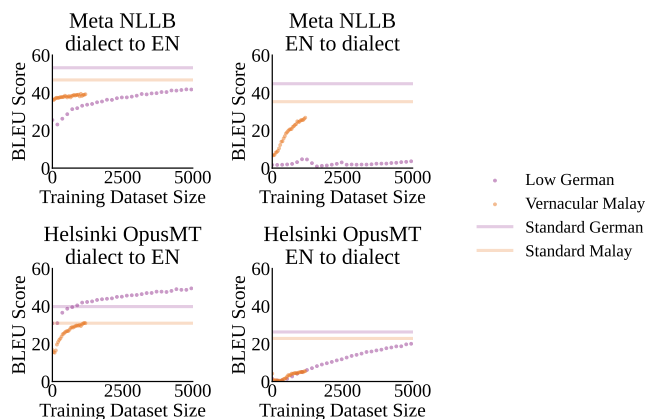 Meta NLLB
dialect to EN
Meta NLLB
EN to dialect
60
40
20
0
BLEU Score
0 2500 5000
Training Dataset Size
60
40
20
0
BLEU Score
0 2500 5000
Training Dataset Size
Helsinki OpusMT
dialect to EN
Helsinki OpusMT
EN to dialect
60
40
20
0
BLEU Score
0 2500 5000
Training Dataset Size
60
40
20
0
BLEU Score
0 2500 5000
Training Dataset Size
Low German
Vernacular Malay
Standard German
Standard Malay